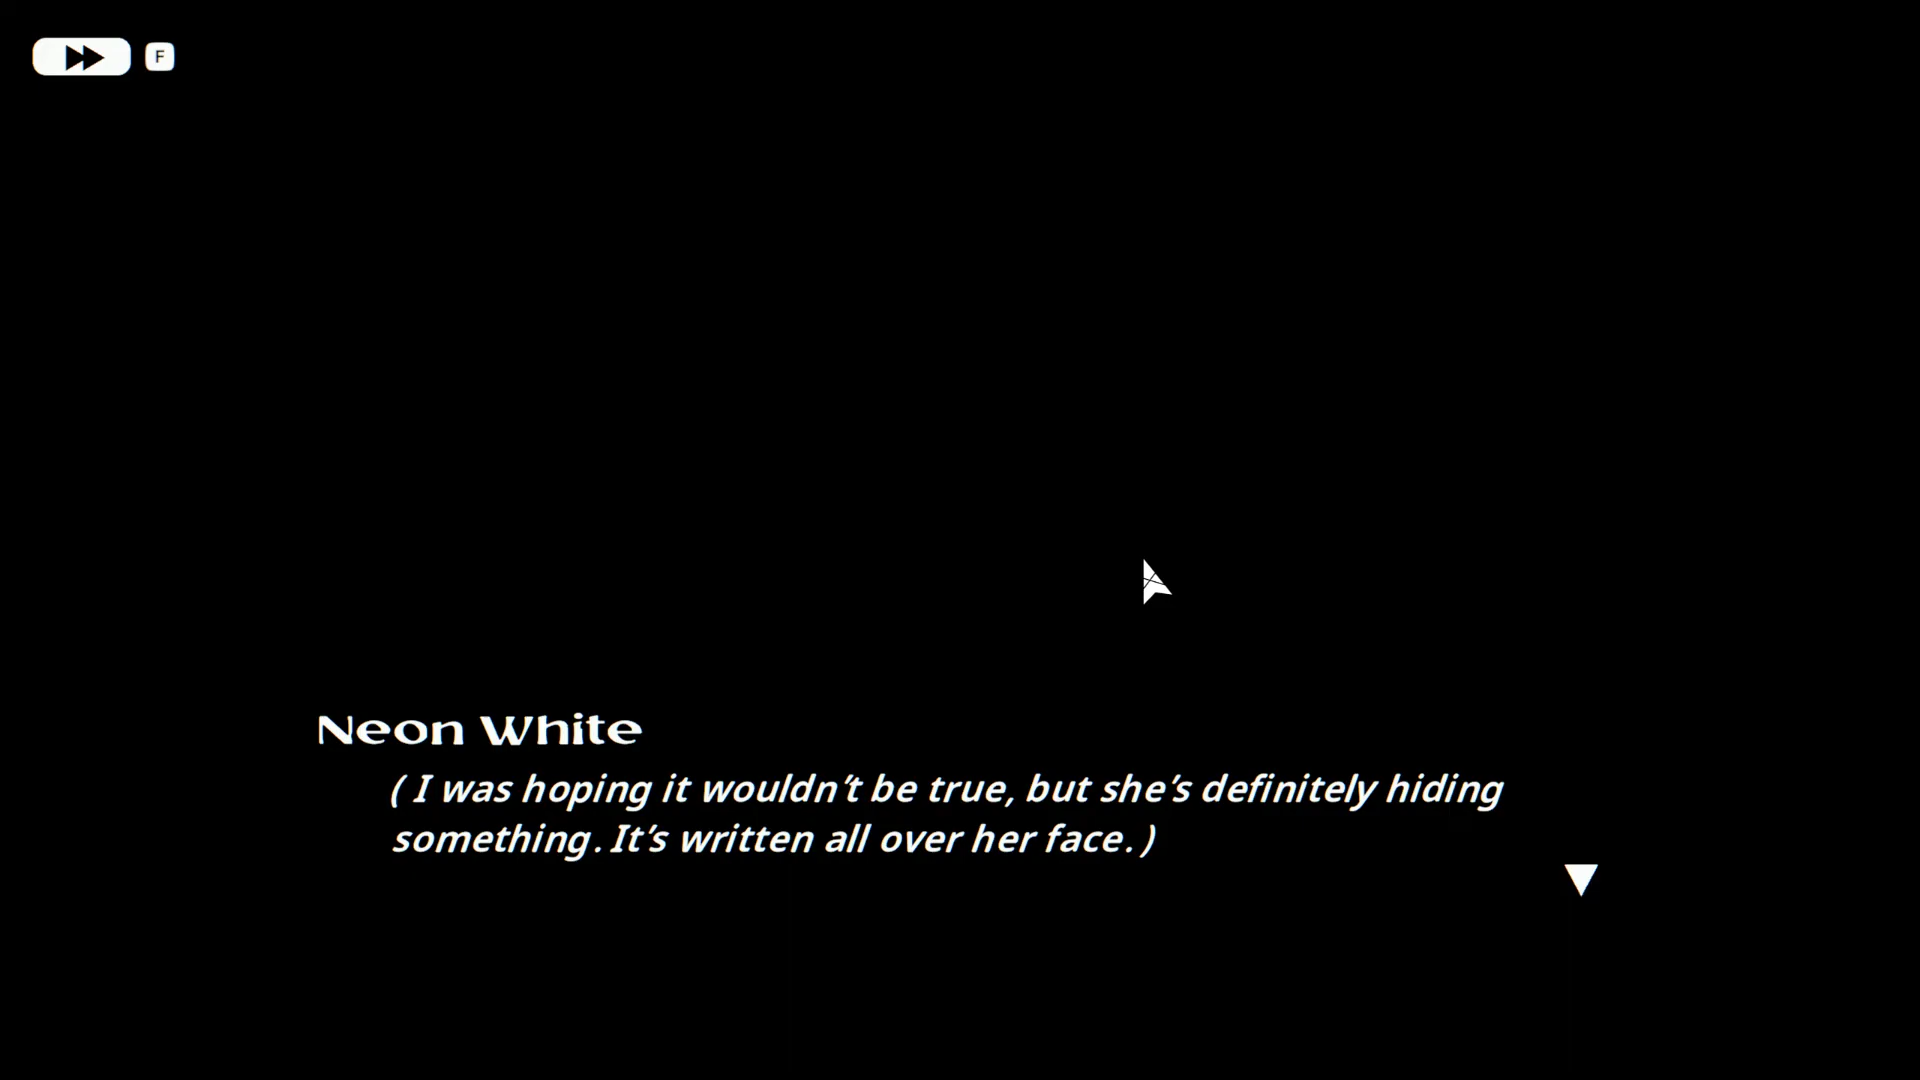 F
Neon White
( I was hoping it wouldn't be true, but she's definitely hiding
something. It's written all over her face. )